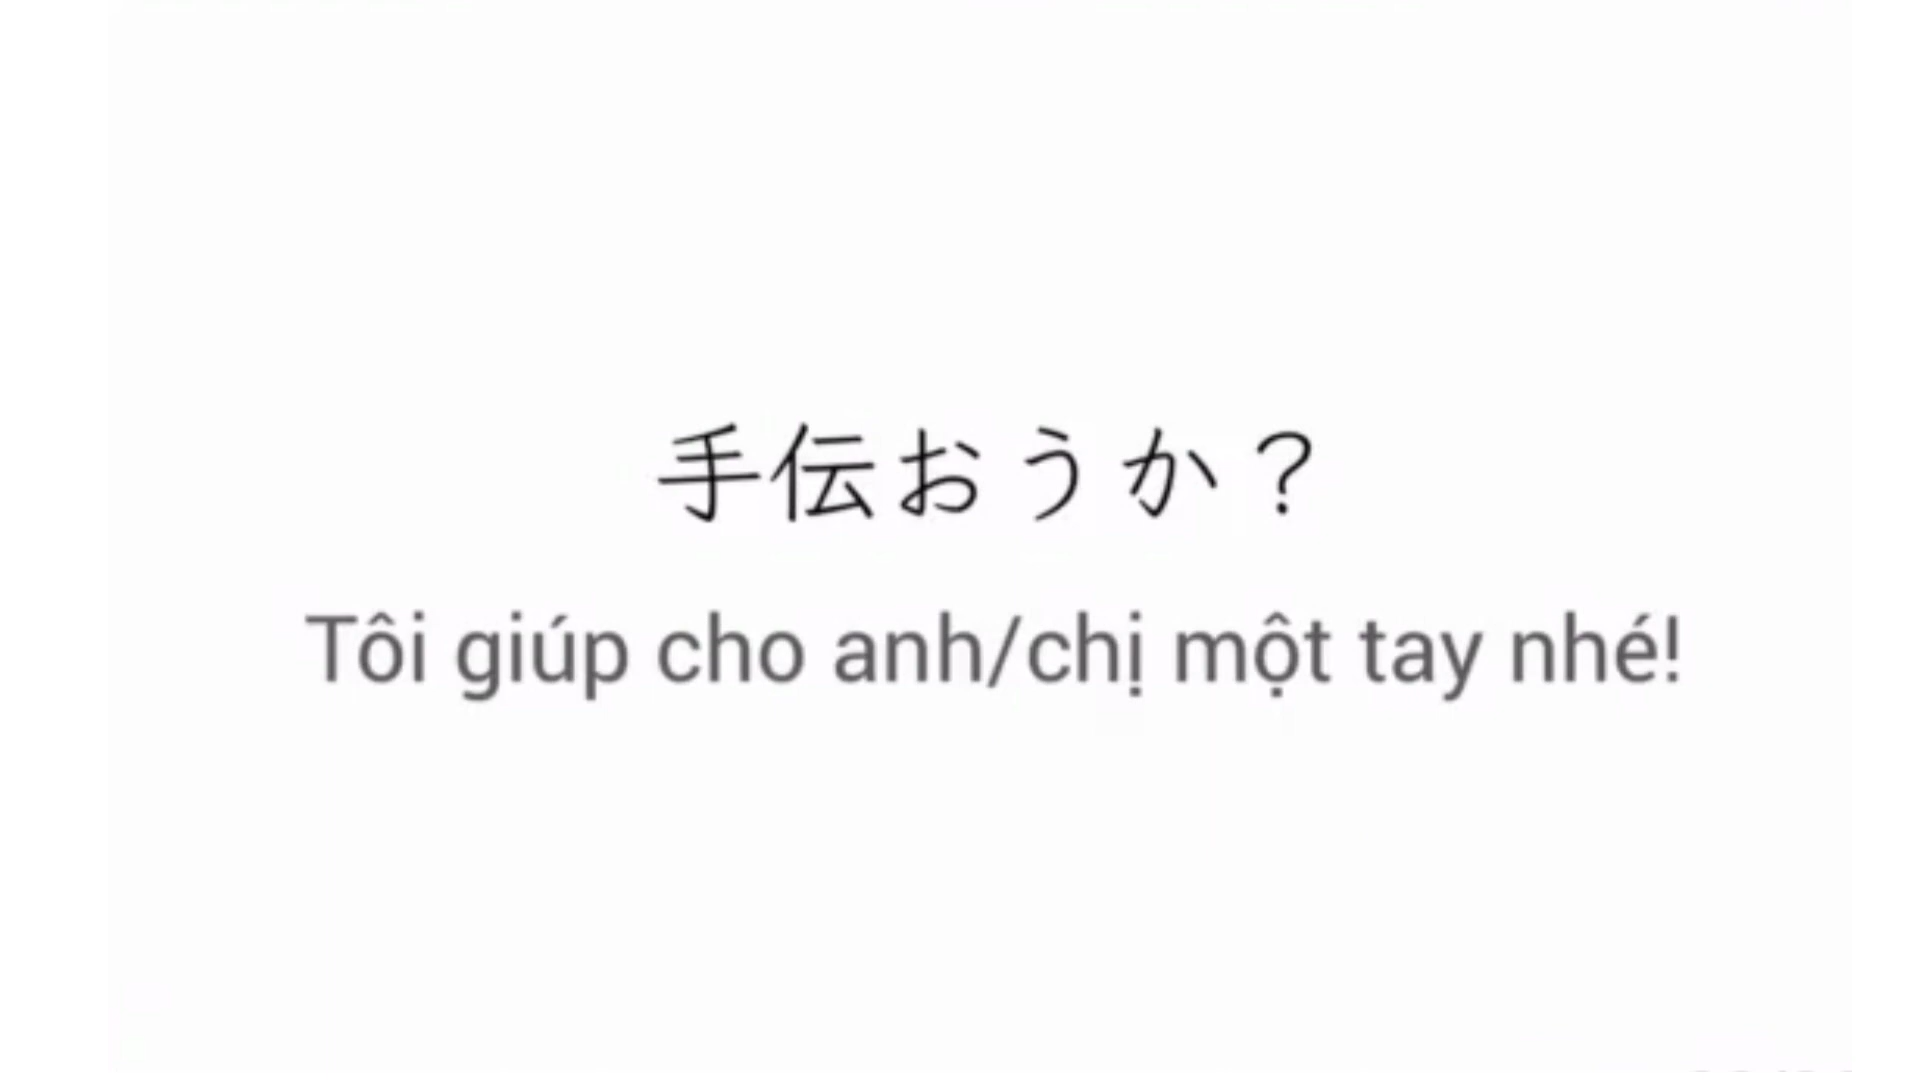 手伝おうか？
Tôi giúp cho anh/chị một tay nhé!